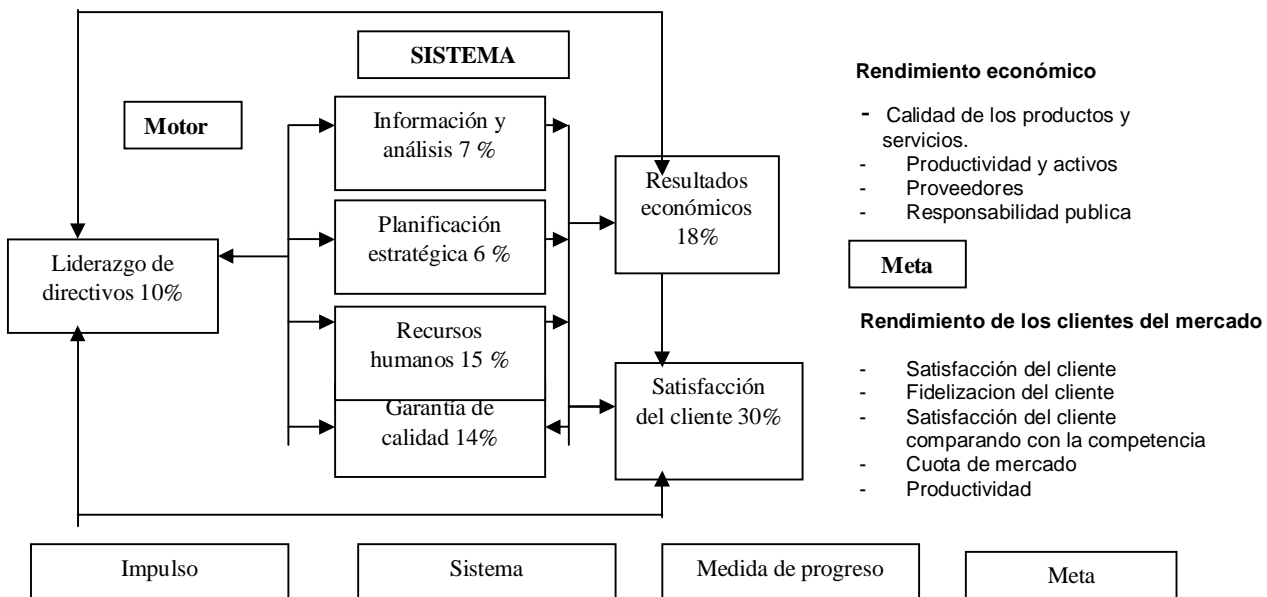 SISTEMA
Motor
Información y
análisis 7 %
Planificación
estratégica 6 %
Recursos
humanos 15 %
Garantía de
calidad 14%
Liderazgo de
directivos 10%
Resultados
económicos
18%
Satisfacción
del cliente 30%
Rendimiento económico
- Calidad de los productos y
servicios.
- Productividad y activos
- Proveedores
- Responsabilidad publica
Meta
Rendimiento de los clientes del mercado
- Satisfacción del cliente
- Fidelizacion del cliente
- Satisfacción del cliente
comparando con la competencia
- Cuota de mercado
- Productividad
Impulso
Sistema
Medida de progreso
Meta